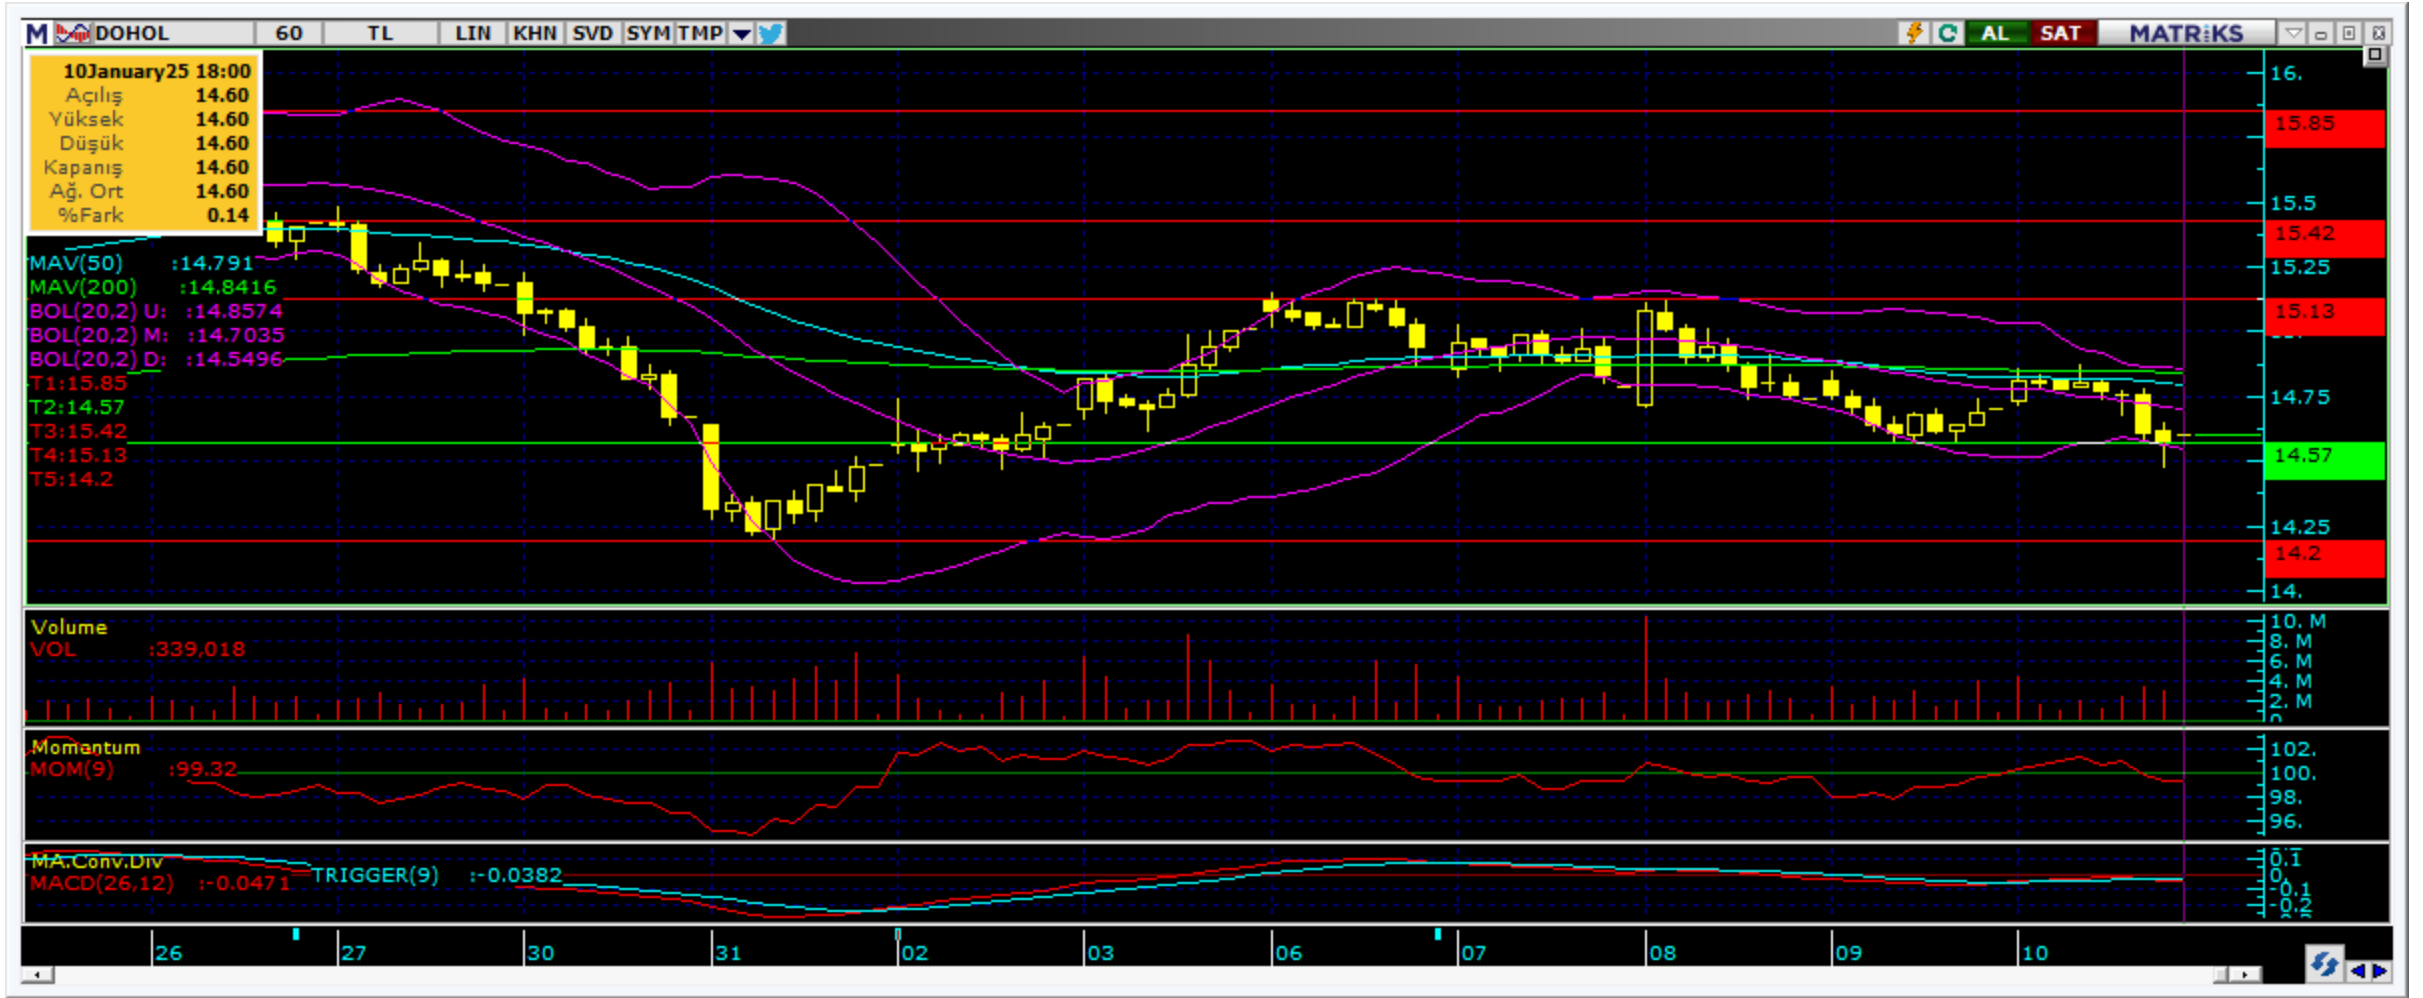 M DOHOL 60 TL LIN KHN SVD SYM TMP AL SAT MATRiKS
10January25 18:00
Açılış 14.60
Yüksek 14.60
Düşük 14.60
Kapanış 14.60
Ağ. Ort 14.60
%Fark 0.14
MAV(50) :14.791
MAV(200) :14.8416
BOL(20,2) U: :14.8574
BOL(20,2) M: :14.7035
BOL(20,2) D: :14.5496
T1:15.85
T2:14.57
T3:15.42
T4:15.13
T5:14.2
16.
15.85
15.5
15.42
15.25
15.13
14.75
14.57
14.25
14.2
14.
Volume
VOL :339,018
10. M
8. M
6. M
4. M
2. M
0
Momentum
MOM(9) :99.32
102.
100.
98.
96.
MA.Conv.Div
MACD(26,12) :-0.0471 TRIGGER(9) :-0.0382
0.1
0.
-0.1
-0.2
26 27 30 31 02 03 06 07 08 09 10